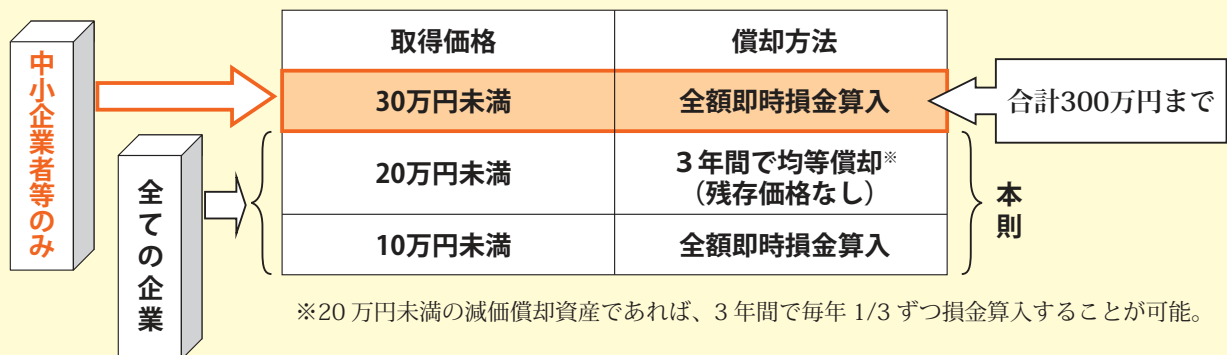 中小企業者等のみ
全ての企業
取得価格 償却方法
30万円未満 全額即時損金算入
合計300万円まで
20万円未満 3年間で均等償却※
（残存価格なし）
10万円未満 全額即時損金算入
本則
※20 万円未満の減価償却資産であれば、3 年間で毎年 1/3 ずつ損金算入することが可能。